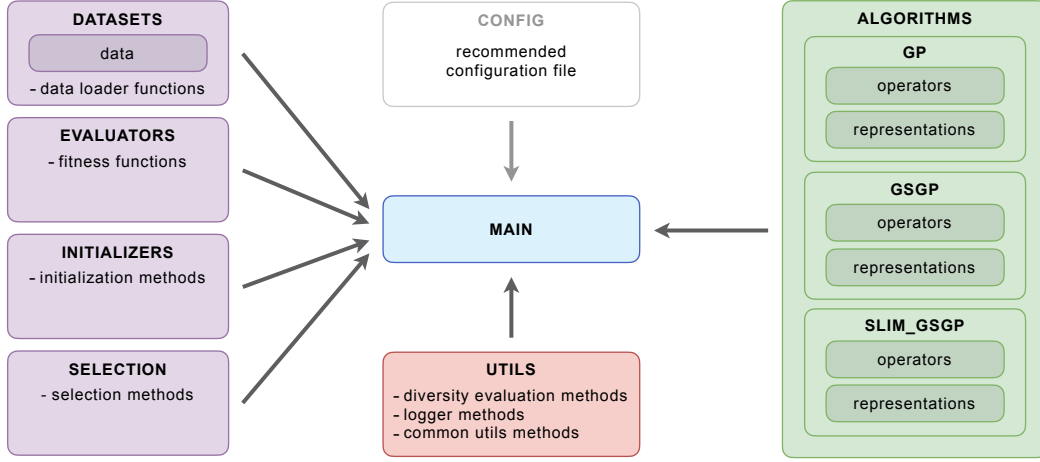 DATASETS
data
- data loader functions
EVALUATORS
- fitness functions
INITIALIZERS
- initialization methods
SELECTION
- selection methods
CONFIG
recommended
configuration file
MAIN
UTILS
- diversity evaluation methods
- logger methods
- common utils methods
ALGORITHMS
GP
operators
representations
GSGP
operators
representations
SLIM_GSGP
operators
representations